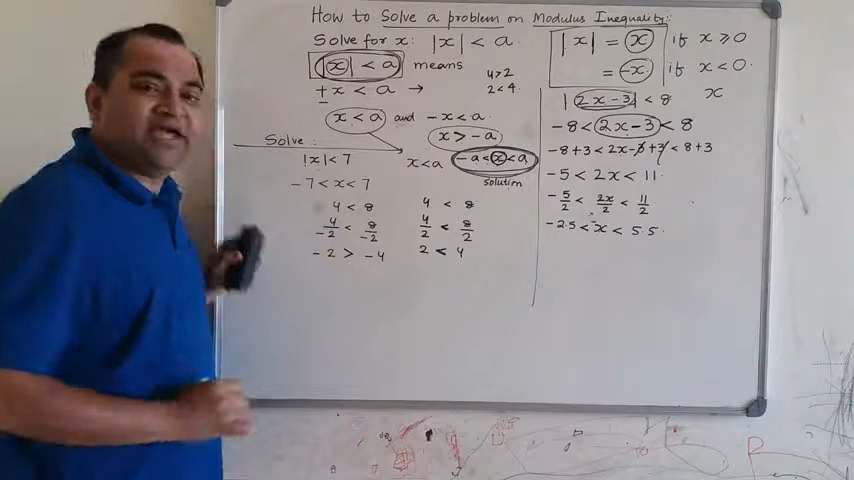 How to Solve a problem on Modulus Inequality:
Solve for x: |x| < a.
|x| < a means
4>2
2<4.
± x < a →
x < a and -x < a.
x > -a
x<a -a<x<a
solution
Solve:
|x| < 7
-7 < x < 7
4 < 8
4/-2 < 8/-2
-2 > -4
4 < 8
4/2 < 8/2
2 < 4
|x| = x if x ≥ 0
= -x if x < 0.
x
|2x-3| < 8
-8 < 2x-3 < 8
-8+3 < 2x-3+3 < 8+3
-5 < 2x < 11.
-5/2 < 2x/2 < 11/2
-2.5 < x < 5.5.